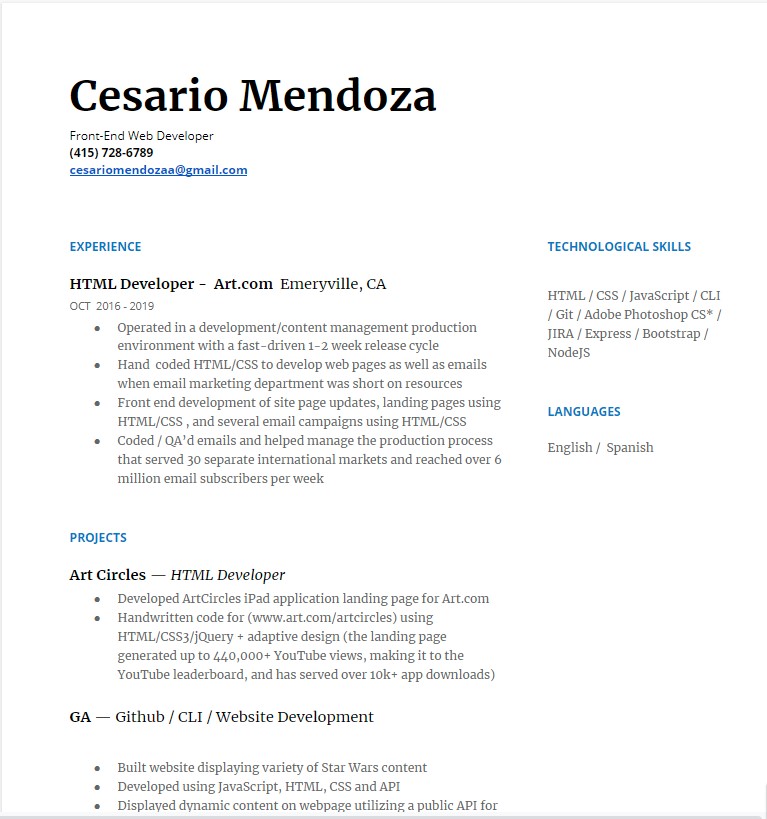 Cesario Mendoza
Front-End Web Developer
(415) 728-6789
cesariomendozaa@gmail.com
EXPERIENCE
HTML Developer - Art.com Emeryville, CA
OCT 2016 - 2019
● Operated in a development/content management production
environment with a fast-driven 1-2 week release cycle
● Hand coded HTML/CSS to develop web pages as well as emails
when email marketing department was short on resources
● Front end development of site page updates, landing pages using
HTML/CSS , and several email campaigns using HTML/CSS
● Coded / QA'd emails and helped manage the production process
that served 30 separate international markets and reached over 6
million email subscribers per week
PROJECTS
Art Circles — HTML Developer
● Developed ArtCircles iPad application landing page for Art.com
● Handwritten code for (www.art.com/artcircles) using
HTML/CSS3/jQuery + adaptive design (the landing page
generated up to 440,000+ YouTube views, making it to the
YouTube leaderboard, and has served over 10k+ app downloads)
GA — Github / CLI / Website Development
● Built website displaying variety of Star Wars content
● Developed using JavaScript, HTML, CSS and API
● Displayed dynamic content on webpage utilizing a public API for
TECHNOLOGICAL SKILLS
HTML / CSS / JavaScript / CLI
/ Git / Adobe Photoshop CS* /
JIRA / Express / Bootstrap /
NodeJS
LANGUAGES
English / Spanish